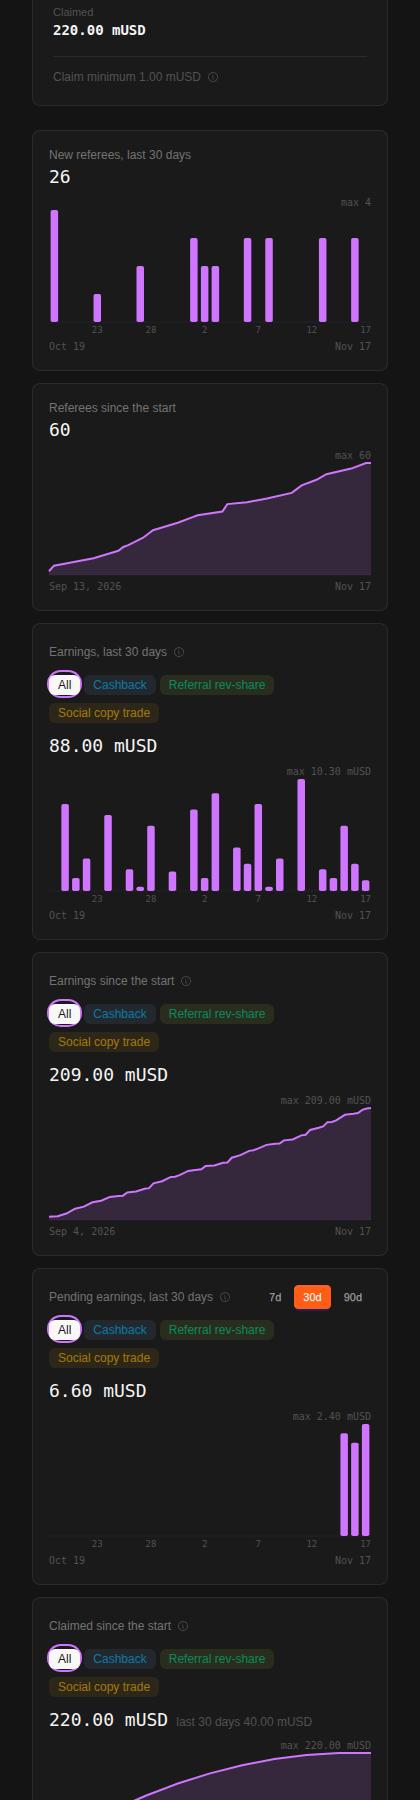 Claimed
220.00 mUSD
Claim minimum 1.00 mUSD
New referees, last 30 days
26
max 4
23 28 2 7 12 17
Oct 19 Nov 17
Referees since the start
60
max 60
Sep 13, 2026 Nov 17
Earnings, last 30 days
All Cashback Referral rev-share
Social copy trade
88.00 mUSD
max 10.30 mUSD
23 28 2 7 12 17
Oct 19 Nov 17
Earnings since the start
All Cashback Referral rev-share
Social copy trade
209.00 mUSD
max 209.00 mUSD
Sep 4, 2026 Nov 17
Pending earnings, last 30 days 7d 30d 90d
All Cashback Referral rev-share
Social copy trade
6.60 mUSD
max 2.40 mUSD
23 28 2 7 12 17
Oct 19 Nov 17
Claimed since the start
All Cashback Referral rev-share
Social copy trade
220.00 mUSD last 30 days 40.00 mUSD
max 220.00 mUSD